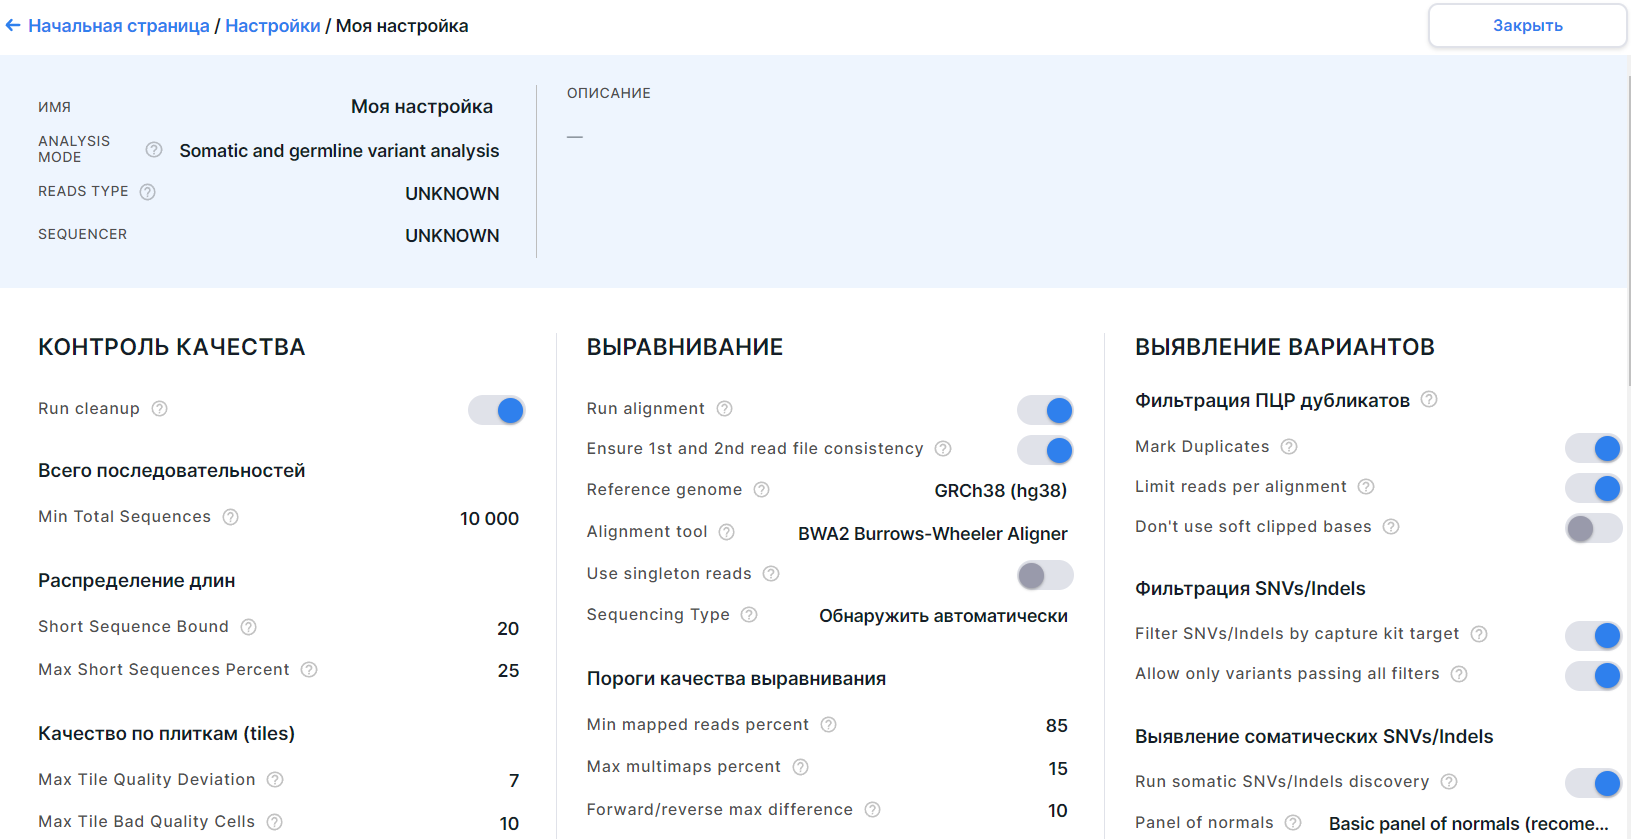 ← Начальная страница / Настройки / Моя настройка
Закрыть
ИМЯ
Моя настройка
ANALYSIS MODE
Somatic and germline variant analysis
READS TYPE
UNKNOWN
SEQUENCER
UNKNOWN
ОПИСАНИЕ
—
КОНТРОЛЬ КАЧЕСТВА
Run cleanup
Всего последовательностей
Min Total Sequences
10 000
Распределение длин
Short Sequence Bound
20
Max Short Sequences Percent
25
Качество по плиткам (tiles)
Max Tile Quality Deviation
7
Max Tile Bad Quality Cells
10
ВЫРАВНИВАНИЕ
Run alignment
Ensure 1st and 2nd read file consistency
Reference genome
GRCh38 (hg38)
Alignment tool
BWA2 Burrows-Wheeler Aligner
Use singleton reads
Sequencing Type
Обнаружить автоматически
Пороги качества выравнивания
Min mapped reads percent
85
Max multimaps percent
15
Forward/reverse max difference
10
ВЫЯВЛЕНИЕ ВАРИАНТОВ
Фильтрация ПЦР дубликатов
Mark Duplicates
Limit reads per alignment
Don't use soft clipped bases
Фильтрация SNVs/Indels
Filter SNVs/Indels by capture kit target
Allow only variants passing all filters
Выявление соматических SNVs/Indels
Run somatic SNVs/Indels discovery
Panel of normals
Basic panel of normals (recome...